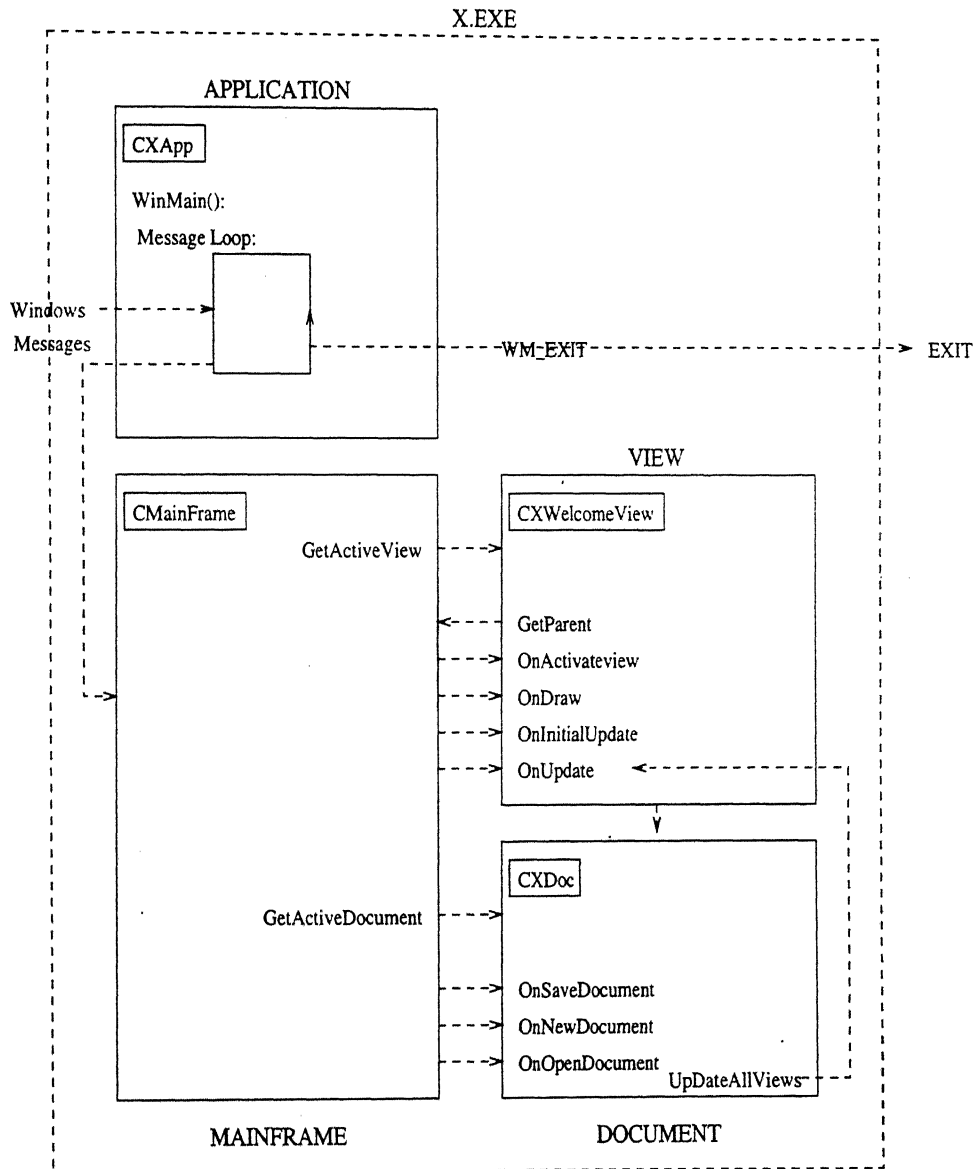 X.EXE
APPLICATION
CXApp
WinMain():
Message Loop:
Windows
Messages
WM_EXIT
EXIT
VIEW
CMainFrame
CXWelcomeView
GetActiveView
GetParent
OnActivateview
OnDraw
OnInitialUpdate
OnUpdate
CXDoc
GetActiveDocument
OnSaveDocument
OnNewDocument
OnOpenDocument
UpDateAllViews
MAINFRAME
DOCUMENT